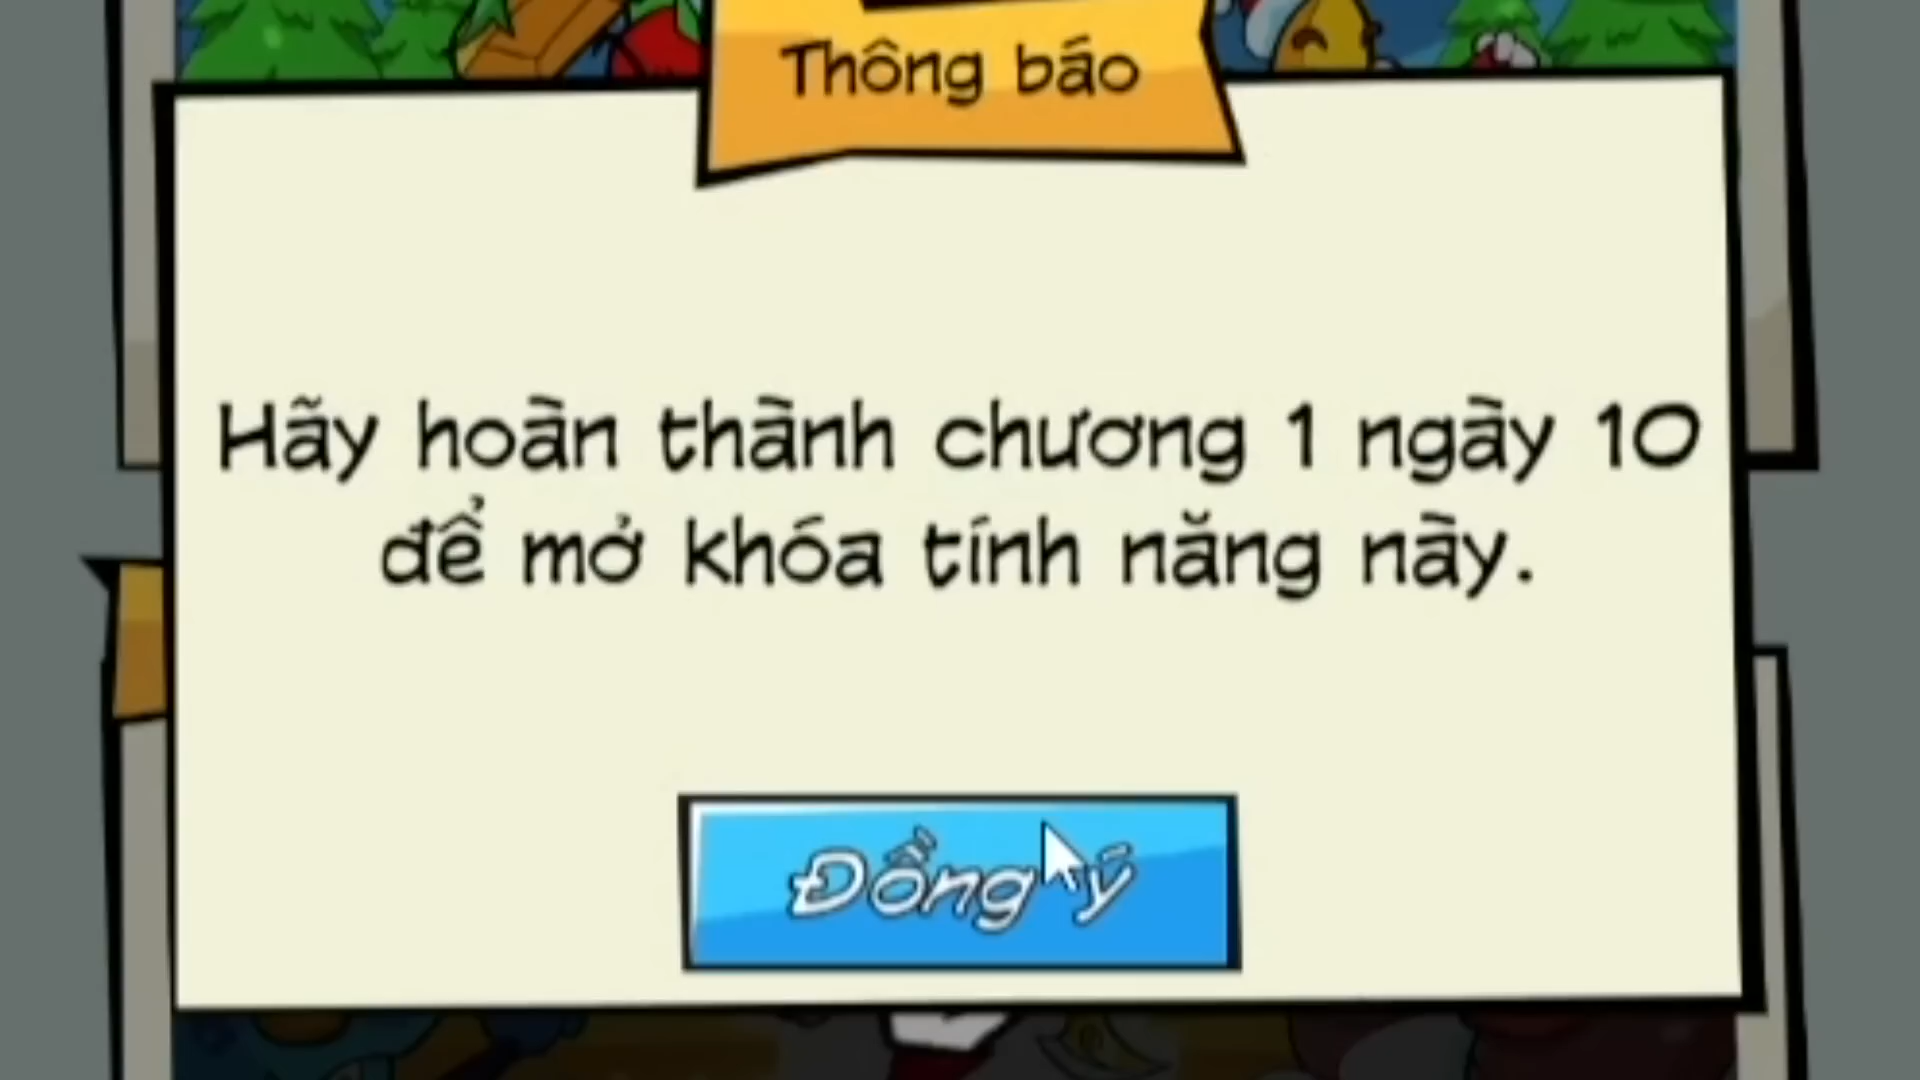 Thông báo
Hãy hoàn thành chương 1 ngày 10
để mở khóa tính năng này.
Đồng ý